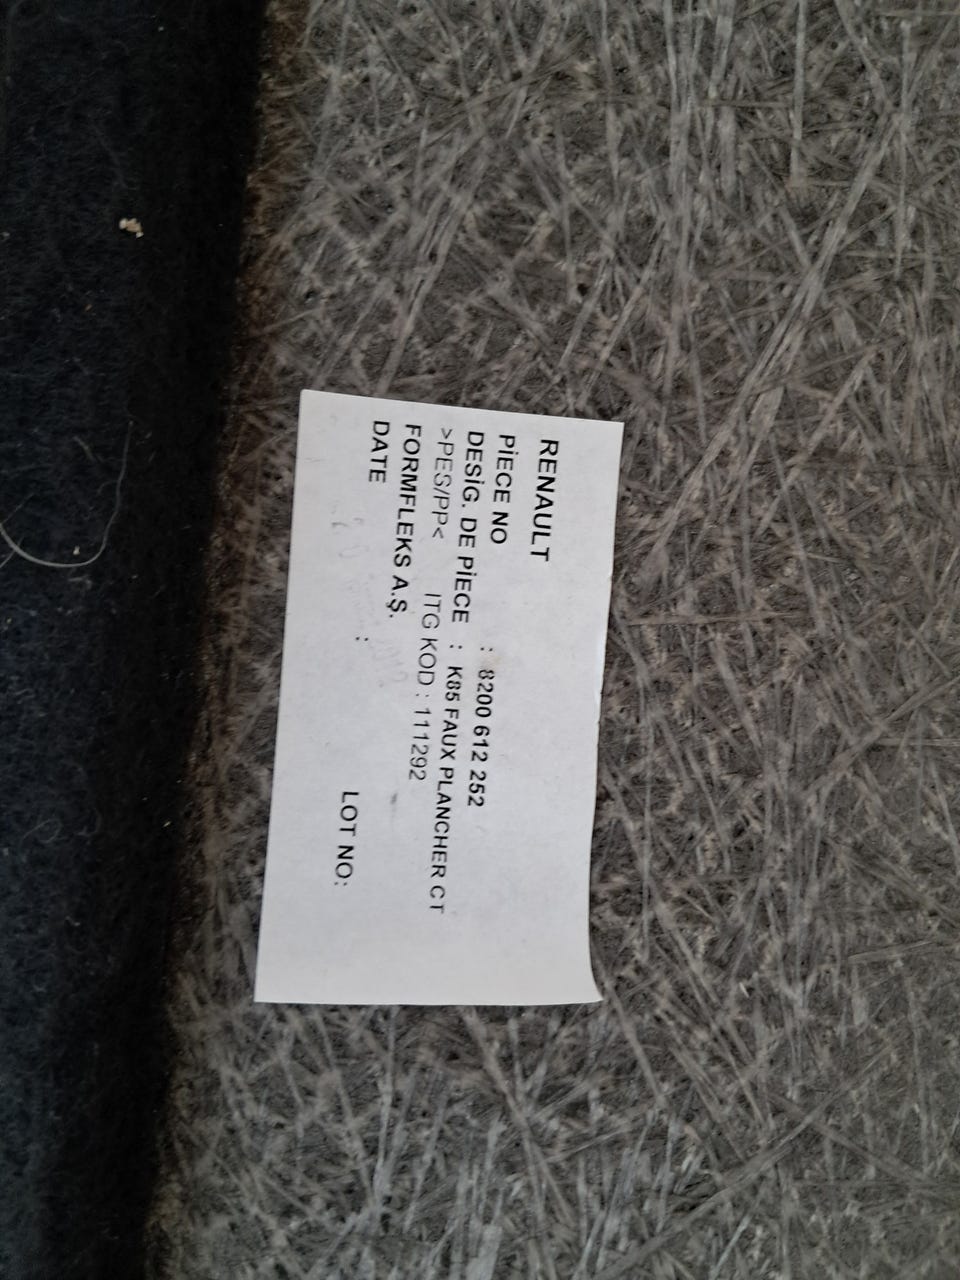 RENAULT
PİECE NO : 8200 612 252
DESİG. DE PİECE : K85 FAUX PLANCHER CT
>PES/PP< ITG KOD : 111292
FORMFLEKS A.Ş.
DATE : LOT NO: